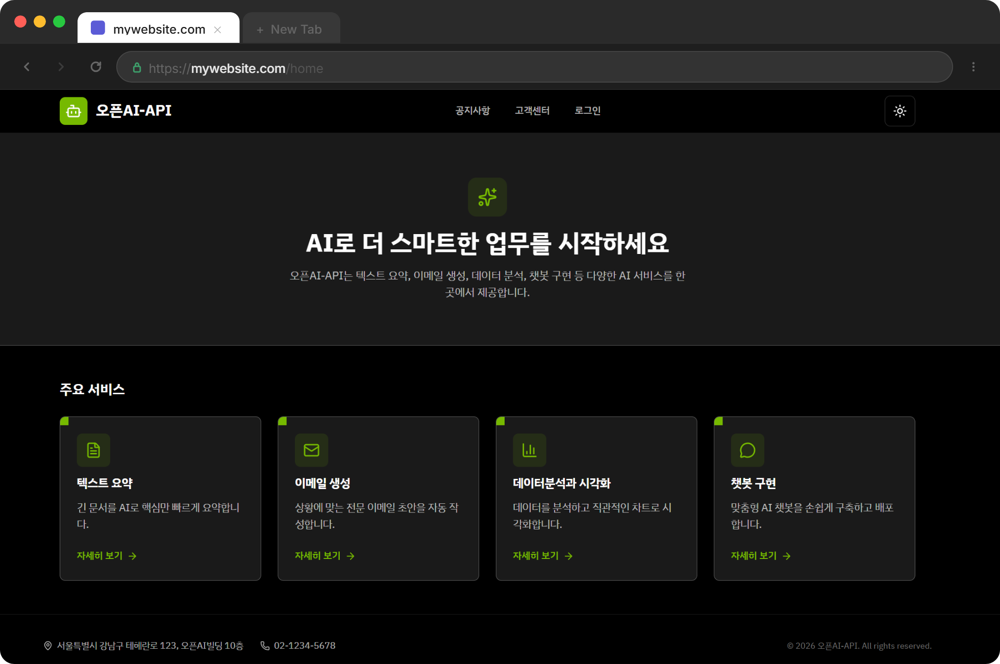 mywebsite.com
+ New Tab
https://mywebsite.com/home
오픈AI-API
공지사항
고객센터
로그인
AI로 더 스마트한 업무를 시작하세요
오픈AI-API는 텍스트 요약, 이메일 생성, 데이터 분석, 챗봇 구현 등 다양한 AI 서비스를 한
곳에서 제공합니다.
주요 서비스
텍스트 요약
긴 문서를 AI로 핵심만 빠르게 요약합니
다.
자세히 보기 →
이메일 생성
상황에 맞는 전문 이메일 초안을 자동 작
성합니다.
자세히 보기 →
데이터분석과 시각화
데이터를 분석하고 직관적인 차트로 시
각화합니다.
자세히 보기 →
챗봇 구현
맞춤형 AI 챗봇을 손쉽게 구축하고 배포
합니다.
자세히 보기 →
서울특별시 강남구 테헤란로 123, 오픈AI빌딩 10층
02-1234-5678
© 2026 오픈AI-API. All rights reserved.